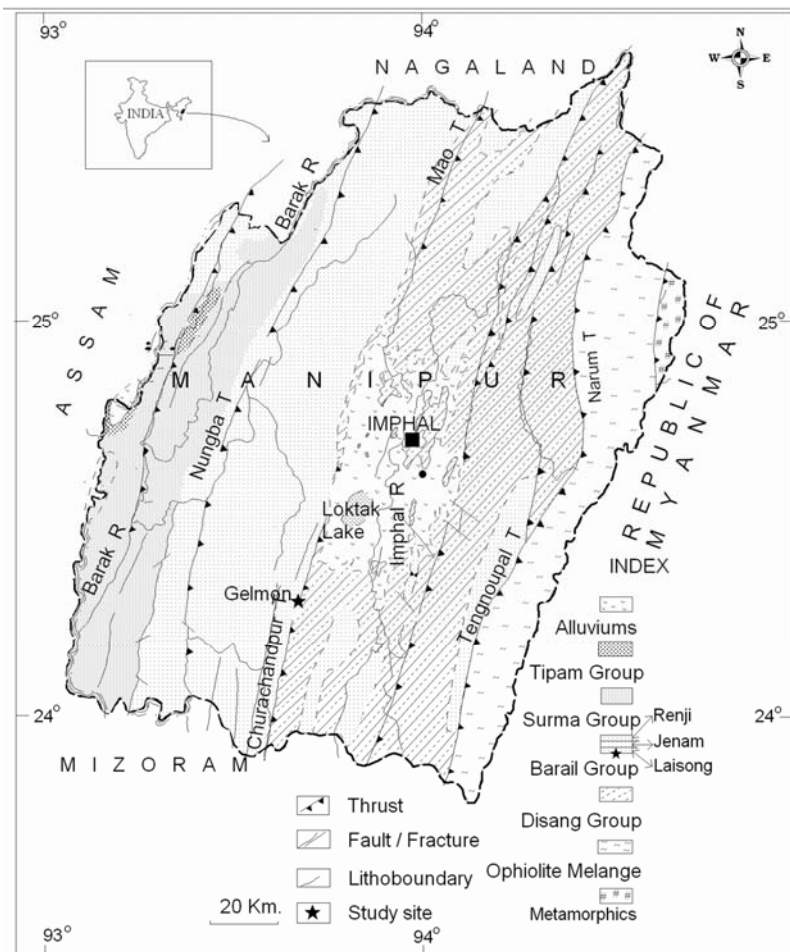 93°
94°
N
W E
S
NAGALAND
INDIA
Mao T
Barak R
ASSAM
25°
25°
REPUBLIC OF
MYANMAR
MANIPUR
Narum T
Nungba T
IMPHAL
Loktak
Lake
Imphal R
Barak R
Tengnoupal T
Gelmon
Churachandpur
24°
24°
MIZORAM
INDEX
Alluviums
Tipam Group
Surma Group
Renji
Jenam
Barail Group
Laisong
Disang Group
Ophiolite Melange
Metamorphics
Thrust
Fault / Fracture
Lithoboundary
20 Km.
Study site
93°
94°